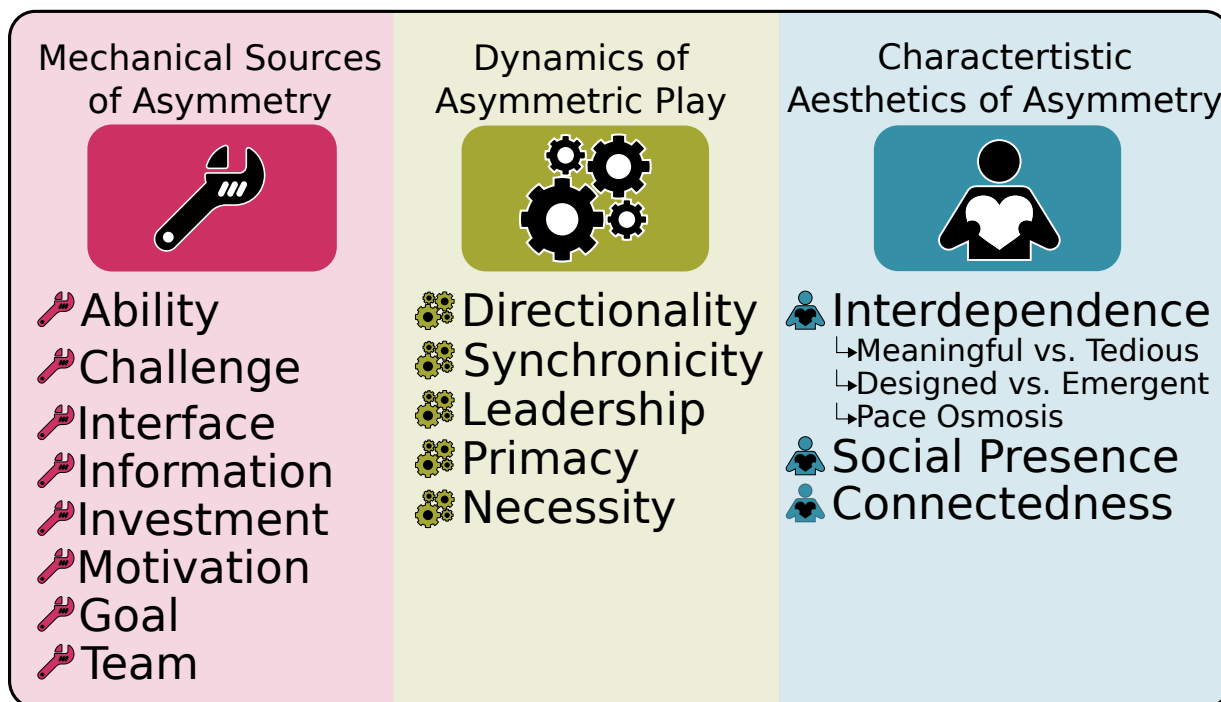 Mechanical Sources
of Asymmetry
Ability
Challenge
Interface
Information
Investment
Motivation
Goal
Team
Dynamics of
Asymmetric Play
Directionality
Synchronicity
Leadership
Primacy
Necessity
Charactertistic
Aesthetics of Asymmetry
Interdependence
Meaningful vs. Tedious
Designed vs. Emergent
Pace Osmosis
Social Presence
Connectedness